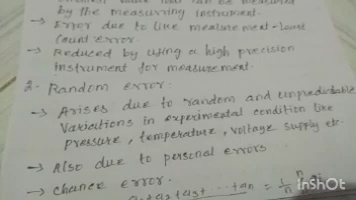 by the measuring instrument.
→ Error due to like measurement - Least
Count Error
→ Reduced by using a high precision
instrument for measurement.
2. Random error.
→ Arises due to random and unpredictable
Variations in experimental condition like
pressure, temperature, voltage supply etc.
→ Also due to personal errors
→ Chance error.
InShot